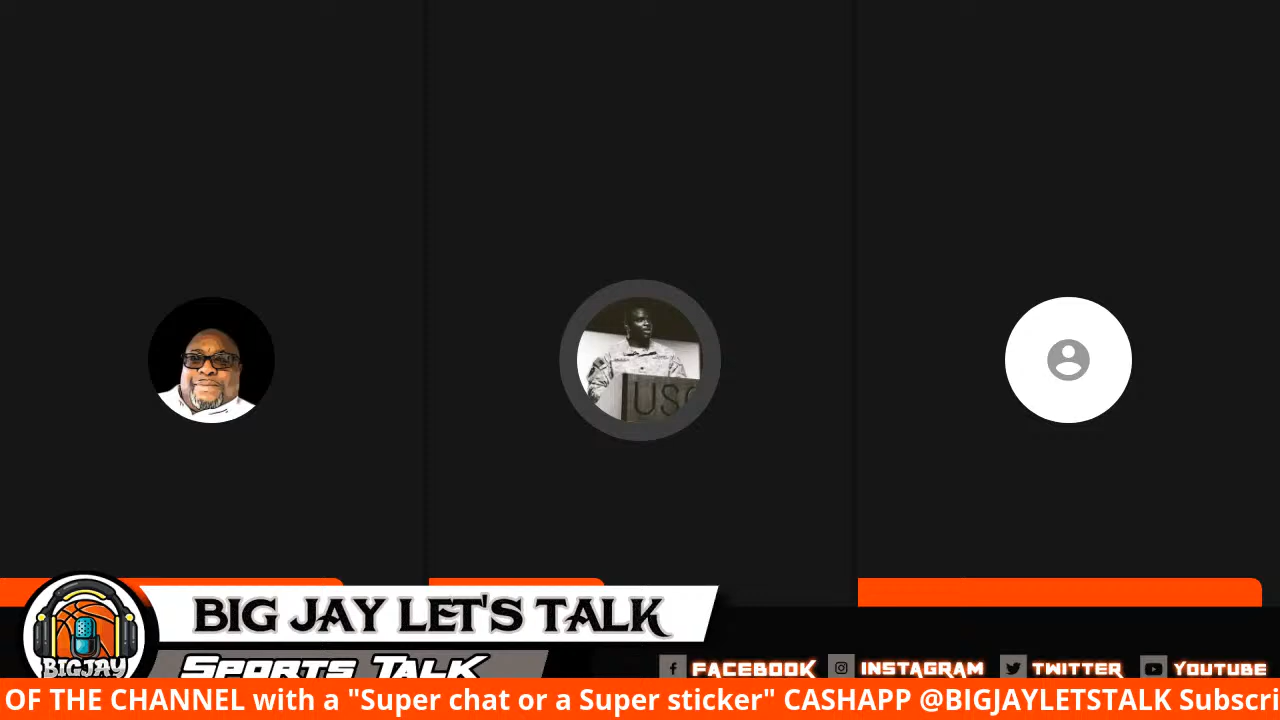 USC
BIG JAY LET'S TALK
BIGJAY
SPORTS TALK
FACEBOOK
INSTAGRAM
TWITTER
YOUTUBE
OF THE CHANNEL with a "Super chat or a Super sticker" CASHAPP @BIGJAYLETSTALK Subscri